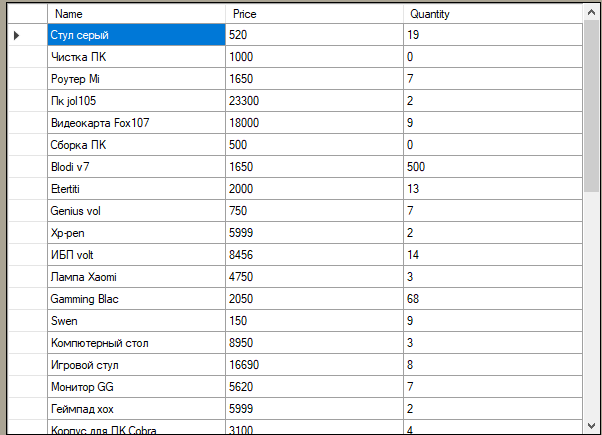 Name Price Quantity
Стул серый 520 19
Чистка ПК 1000 0
Роутер Mi 1650 7
Пк jol105 23300 2
Видеокарта Fox107 18000 9
Сборка ПК 500 0
Blodi v7 1650 500
Etertiti 2000 13
Genius vol 750 7
Xp-pen 5999 2
ИБП volt 8456 14
Лампа Xaomi 4750 3
Gamming Blac 2050 68
Swen 150 9
Компютерный стол 8950 3
Игровой стул 16690 8
Монитор GG 5620 7
Геймпад xox 5999 2
Корпус для ПК Cobra 3100 4